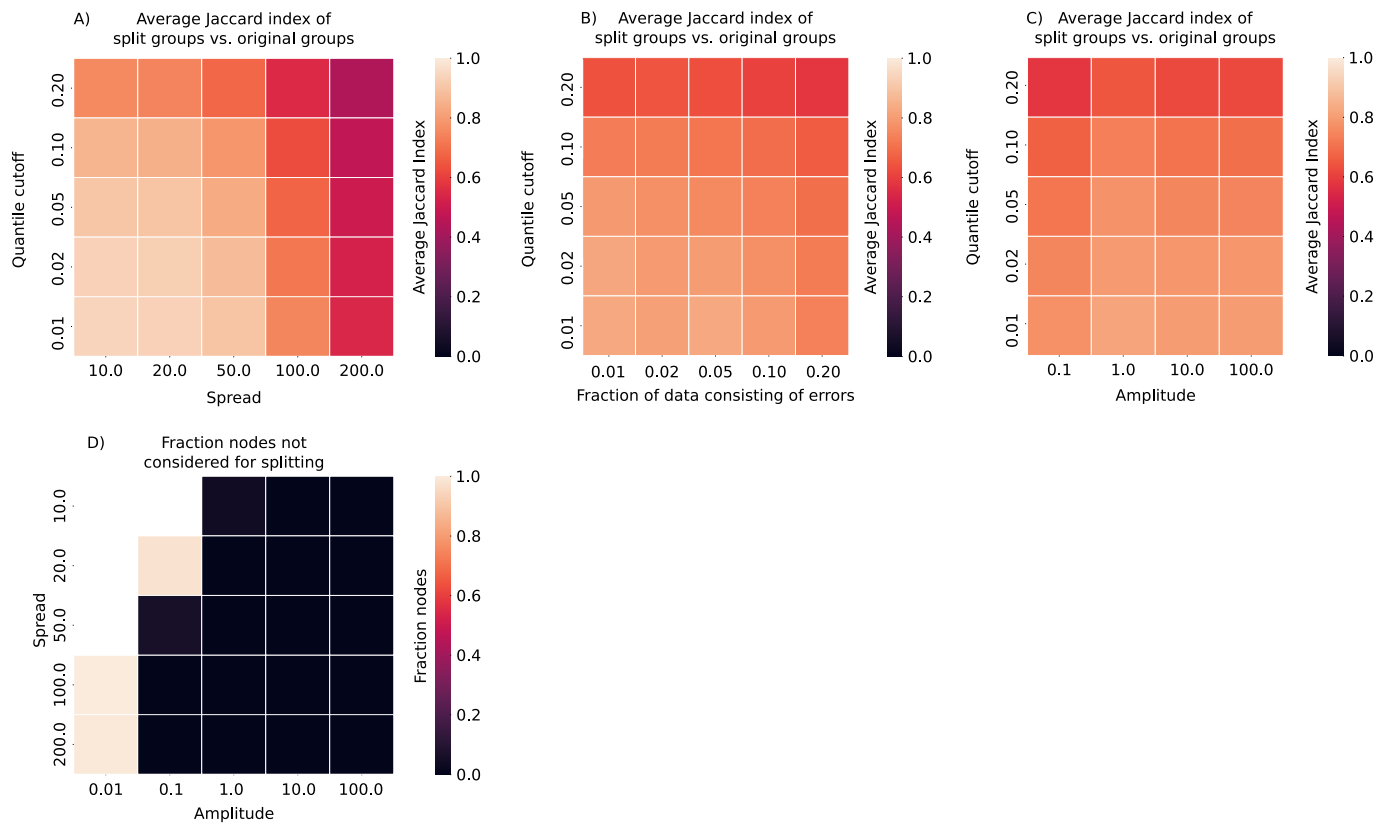 A) Average Jaccard index of
split groups vs. original groups
Quantile cutoff
0.20
0.10
0.05
0.02
0.01
10.0 20.0 50.0 100.0 200.0
Spread
Average Jaccard Index
1.0
0.8
0.6
0.4
0.2
0.0
B) Average Jaccard index of
split groups vs. original groups
Quantile cutoff
0.20
0.10
0.05
0.02
0.01
0.01 0.02 0.05 0.10 0.20
Fraction of data consisting of errors
Average Jaccard Index
1.0
0.8
0.6
0.4
0.2
0.0
C) Average Jaccard index of
split groups vs. original groups
Quantile cutoff
0.20
0.10
0.05
0.02
0.01
0.1 1.0 10.0 100.0
Amplitude
Average Jaccard Index
1.0
0.8
0.6
0.4
0.2
0.0
D) Fraction nodes not
considered for splitting
Spread
10.0
20.0
50.0
100.0
200.0
0.01 0.1 1.0 10.0 100.0
Amplitude
Fraction nodes
1.0
0.8
0.6
0.4
0.2
0.0